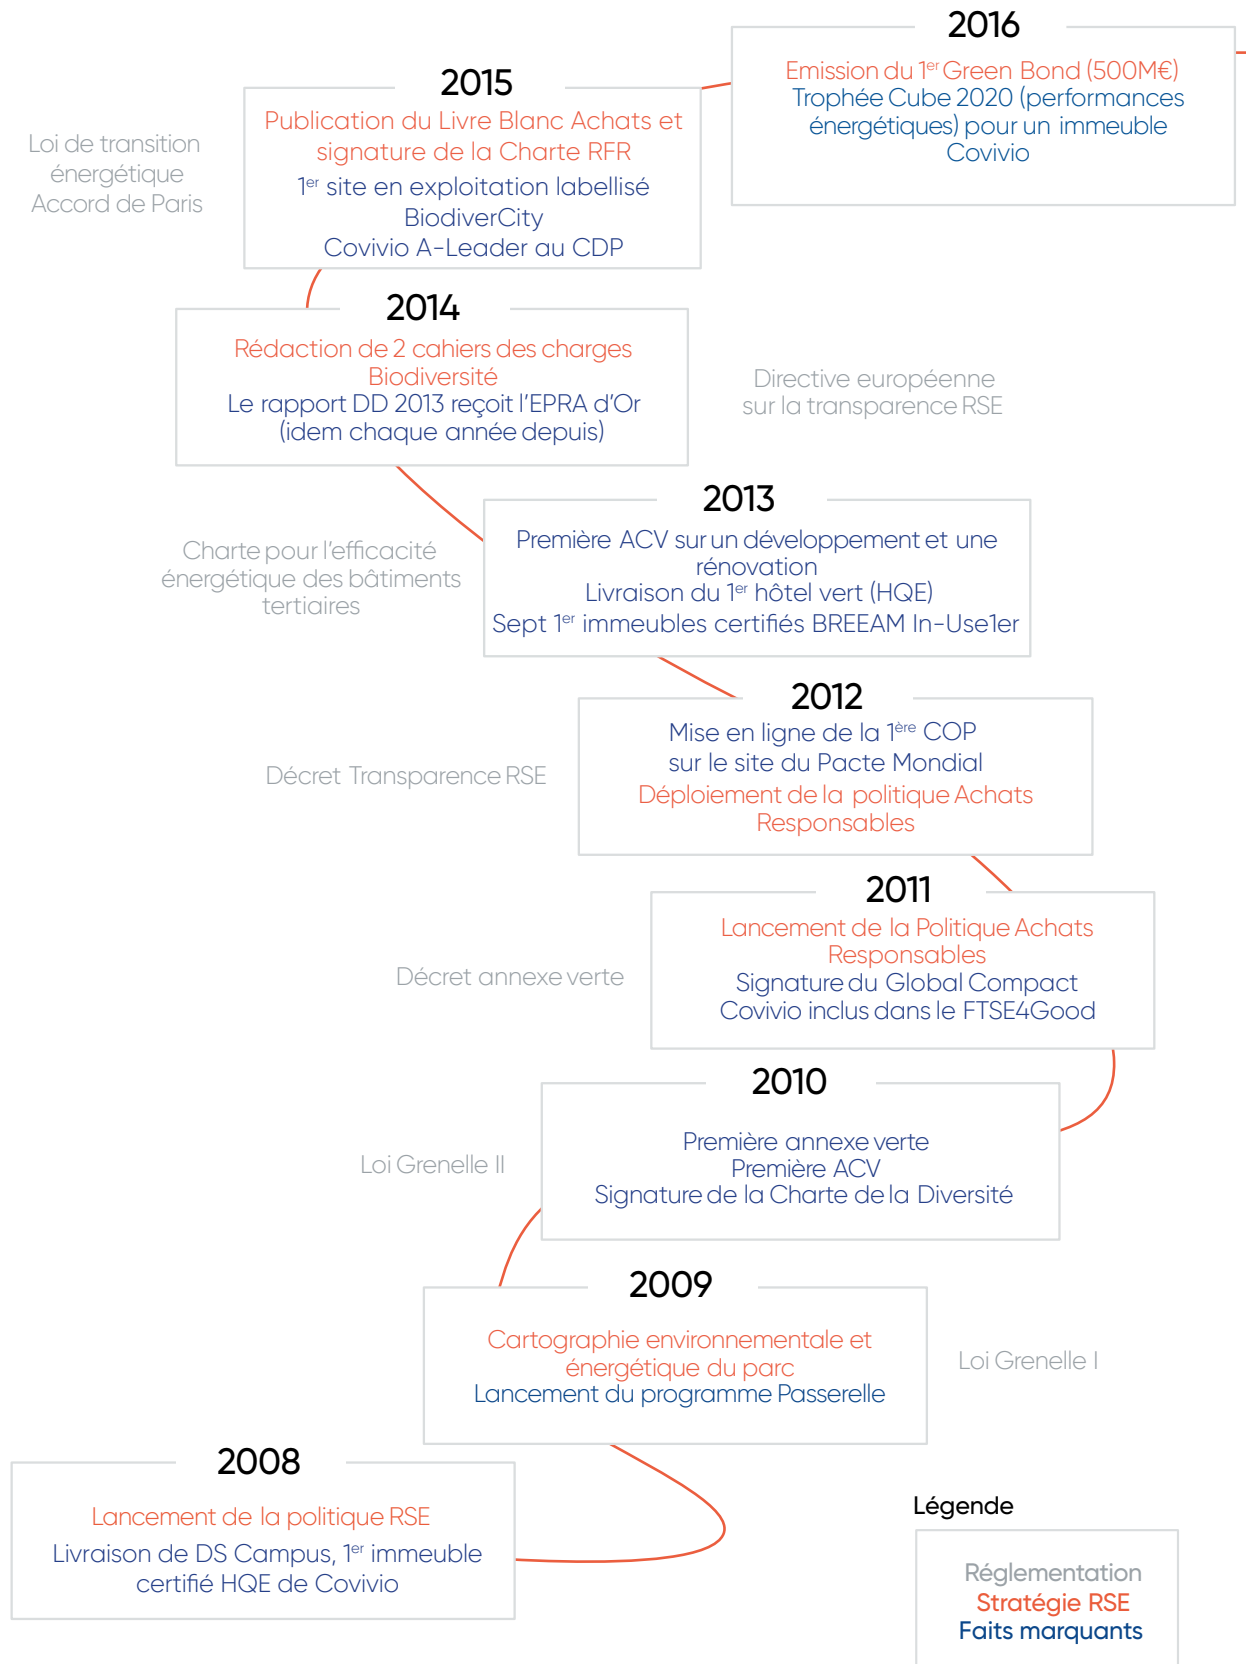 2016
Emission du 1er Green Bond (500M€)
Trophée Cube 2020 (performances
énergétiques) pour un immeuble
Covivio
2015
Publication du Livre Blanc Achats et
signature de la Charte RFR
1er site en exploitation labellisé
BiodiverCity
Covivio A-Leader au CDP
Loi de transition
énergétique
Accord de Paris
2014
Rédaction de 2 cahiers des charges
Biodiversité
Le rapport DD 2013 reçoit l’EPRA d’Or
(idem chaque année depuis)
Directive européenne
sur la transparence RSE
2013
Première ACV sur un développement et une
rénovation
Livraison du 1er hôtel vert (HQE)
Sept 1er immeubles certifiés BREEAM In-Use1er
Charte pour l’efficacité
énergétique des bâtiments
tertiaires
2012
Mise en ligne de la 1ère COP
sur le site du Pacte Mondial
Déploiement de la politique Achats
Responsables
Décret Transparence RSE
2011
Lancement de la Politique Achats
Responsables
Signature du Global Compact
Covivio inclus dans le FTSE4Good
Décret annexe verte
2010
Première annexe verte
Première ACV
Signature de la Charte de la Diversité
Loi Grenelle II
2009
Cartographie environnementale et
énergétique du parc
Lancement du programme Passerelle
Loi Grenelle I
2008
Lancement de la politique RSE
Livraison de DS Campus, 1er immeuble
certifié HQE de Covivio
Légende
Réglementation
Stratégie RSE
Faits marquants